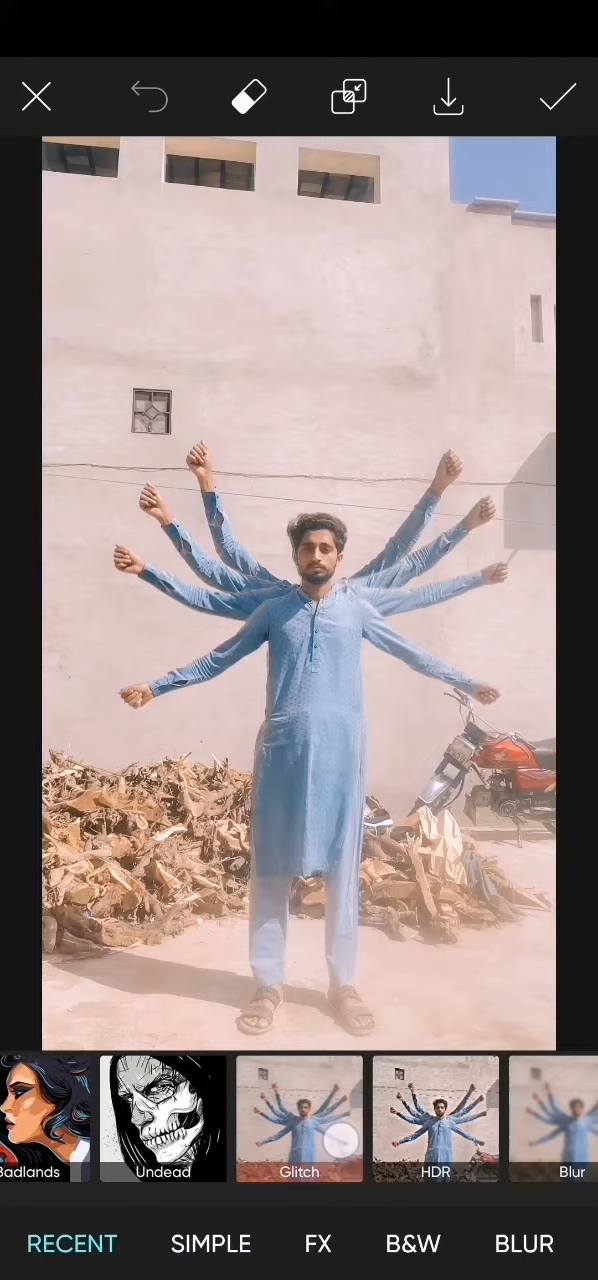 Badlands
Undead
Glitch
HDR
Blur
RECENT
SIMPLE
FX
B&W
BLUR